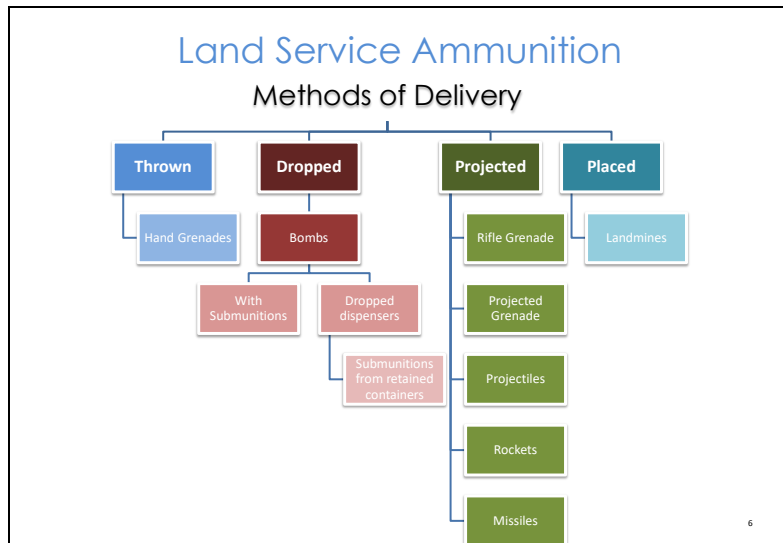 Land Service Ammunition
Methods of Delivery
Thrown
Dropped
Projected
Placed
Hand Grenades
Bombs
Rifle Grenade
Landmines
With
Submunitions
Dropped
dispensers
Projected
Grenade
Submunitions
from retained
containers
Projectiles
Rockets
Missiles
6